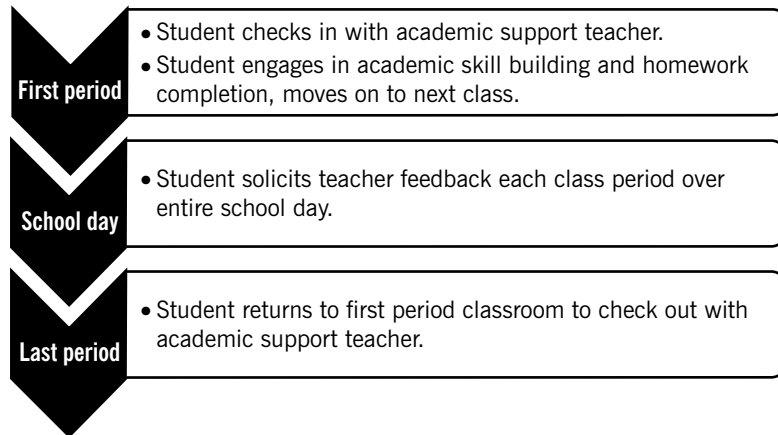 First period
• Student checks in with academic support teacher.
• Student engages in academic skill building and homework
completion, moves on to next class.
School day
• Student solicits teacher feedback each class period over
entire school day.
Last period
• Student returns to first period classroom to check out with
academic support teacher.